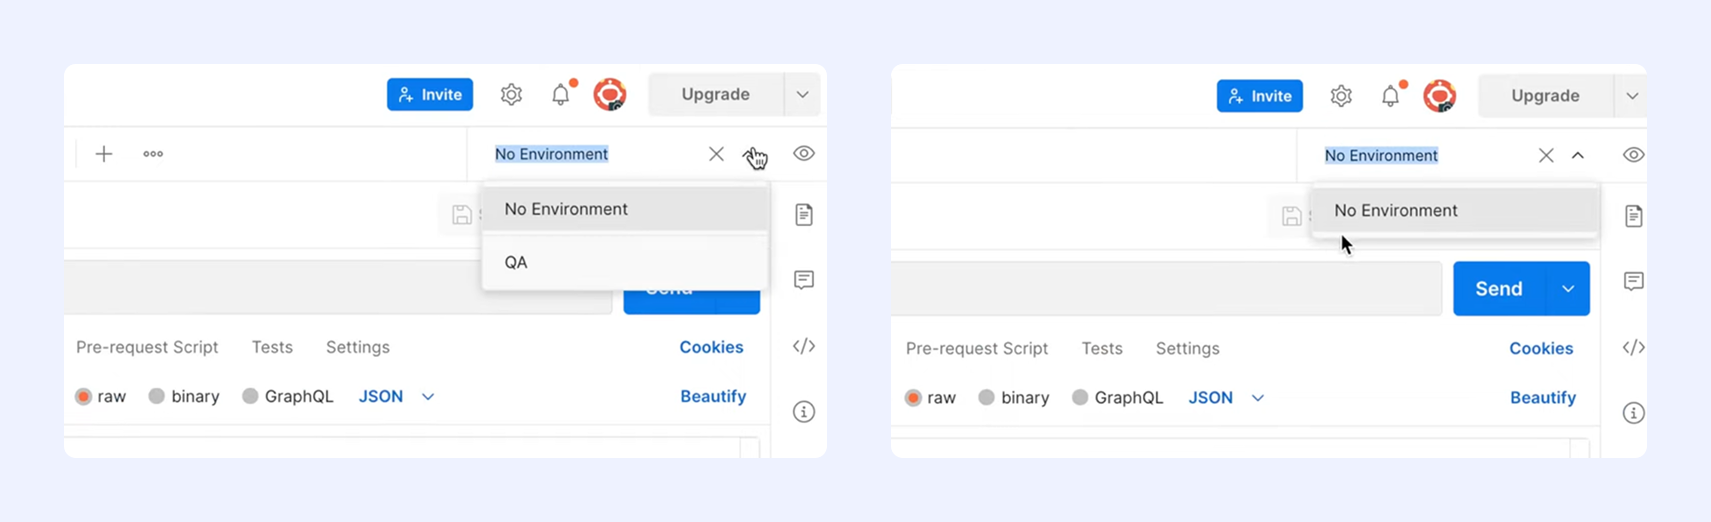 Invite Upgrade
No Environment
No Environment
QA
Send
Pre-request Script Tests Settings Cookies
raw binary GraphQL JSON Beautify
Invite Upgrade
No Environment
No Environment
Send
Pre-request Script Tests Settings Cookies
raw binary GraphQL JSON Beautify